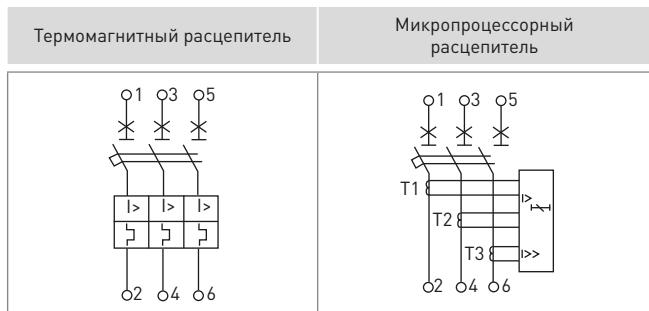 Термомагнитный расцепитель
Микропроцессорный
расцепитель
1 3 5
I> I> I>
2 4 6
1 3 5
T1
I>
T2
T3
I>>
2 4 6